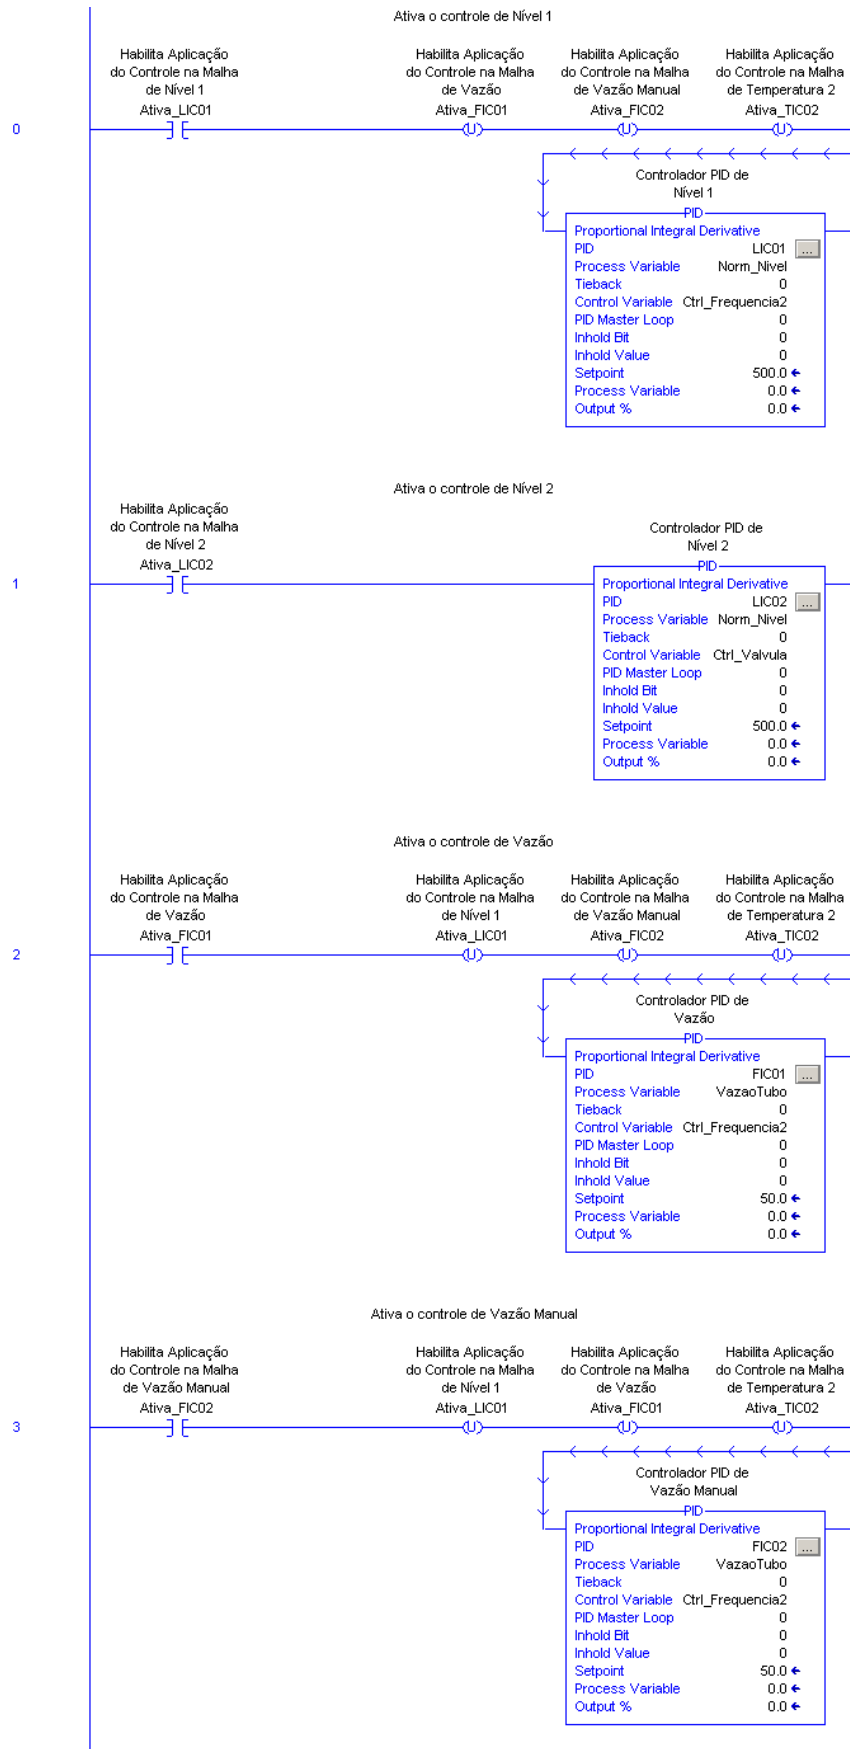 Ativa o controle de Nível 1
Habilita Aplicação
do Controle na Malha
de Nível 1
Ativa_LIC01
Habilita Aplicação
do Controle na Malha
de Vazão
Ativa_FIC01
Habilita Aplicação
do Controle na Malha
de Vazão Manual
Ativa_FIC02
Habilita Aplicação
do Controle na Malha
de Temperatura 2
Ativa_TIC02
0
U
U
U
Controlador PID de
Nível 1
PID
Proportional Integral Derivative
PID LIC01 ...
Process Variable Norm_Nivel
Tieback 0
Control Variable Ctrl_Frequencia2
PID Master Loop 0
Inhold Bit 0
Inhold Value 0
Setpoint 500.0
Process Variable 0.0
Output % 0.0
Ativa o controle de Nível 2
Habilita Aplicação
do Controle na Malha
de Nível 2
Ativa_LIC02
1
Controlador PID de
Nível 2
PID
Proportional Integral Derivative
PID LIC02 ...
Process Variable Norm_Nivel
Tieback 0
Control Variable Ctrl_Valvula
PID Master Loop 0
Inhold Bit 0
Inhold Value 0
Setpoint 500.0
Process Variable 0.0
Output % 0.0
Ativa o controle de Vazão
Habilita Aplicação
do Controle na Malha
de Vazão
Ativa_FIC01
Habilita Aplicação
do Controle na Malha
de Nível 1
Ativa_LIC01
Habilita Aplicação
do Controle na Malha
de Vazão Manual
Ativa_FIC02
Habilita Aplicação
do Controle na Malha
de Temperatura 2
Ativa_TIC02
2
U
U
U
Controlador PID de
Vazão
PID
Proportional Integral Derivative
PID FIC01 ...
Process Variable VazaoTubo
Tieback 0
Control Variable Ctrl_Frequencia2
PID Master Loop 0
Inhold Bit 0
Inhold Value 0
Setpoint 50.0
Process Variable 0.0
Output % 0.0
Ativa o controle de Vazão Manual
Habilita Aplicação
do Controle na Malha
de Vazão Manual
Ativa_FIC02
Habilita Aplicação
do Controle na Malha
de Nível 1
Ativa_LIC01
Habilita Aplicação
do Controle na Malha
de Vazão
Ativa_FIC01
Habilita Aplicação
do Controle na Malha
de Temperatura 2
Ativa_TIC02
3
U
U
U
Controlador PID de
Vazão Manual
PID
Proportional Integral Derivative
PID FIC02 ...
Process Variable VazaoTubo
Tieback 0
Control Variable Ctrl_Frequencia2
PID Master Loop 0
Inhold Bit 0
Inhold Value 0
Setpoint 50.0
Process Variable 0.0
Output % 0.0